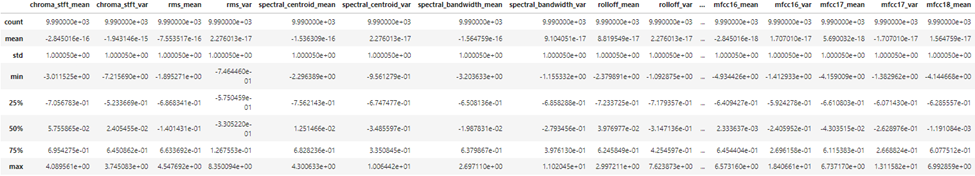 chroma_stft_mean chroma_stft_var rms_mean rms_var spectral_centroid_mean spectral_centroid_var spectral_bandwidth_mean spectral_bandwidth_var rolloff_mean rolloff_var ... mfcc16_mean mfcc16_var mfcc17_mean mfcc17_var mfcc18_mean
count 9.990000e+03 9.990000e+03 9.990000e+03 9.990000e+03 9.990000e+03 9.990000e+03 9.990000e+03 9.990000e+03 9.990000e+03 9.990000e+03 ... 9.990000e+03 9.990000e+03 9.990000e+03 9.990000e+03 9.990000e+03
mean -2.845016e-16 -1.943146e-15 -7.553517e-16 2.276013e-17 -1.536309e-16 2.276013e-17 -1.564759e-16 9.104051e-17 8.819549e-17 2.276013e-17 ... -2.845016e-18 1.707010e-17 5.690032e-18 -1.707010e-17 1.564759e-17
std 1.000050e+00 1.000050e+00 1.000050e+00 1.000050e+00 1.000050e+00 1.000050e+00 1.000050e+00 1.000050e+00 1.000050e+00 1.000050e+00 ... 1.000050e+00 1.000050e+00 1.000050e+00 1.000050e+00 1.000050e+00
min -3.011525e+00 -7.215690e+00 -1.895271e+00 -7.464460e-01 -2.296389e+00 -9.561279e-01 -3.203633e+00 -1.155332e+00 -2.379891e+00 -1.092875e+00 ... -4.934426e+00 -1.412933e+00 -4.159009e+00 -1.382962e+00 -4.144668e+00
25% -7.056783e-01 -5.233669e-01 -6.868341e-01 -5.750459e-01 -7.562143e-01 -6.747477e-01 -6.508136e-01 -6.858288e-01 -7.233725e-01 -7.179357e-01 ... -6.409427e-01 -5.924278e-01 -6.610803e-01 -6.071430e-01 -6.285557e-01
50% 5.755865e-02 2.405455e-02 -1.401431e-01 -3.305220e-01 1.251466e-02 -3.485597e-01 -1.987831e-02 -2.793456e-01 3.976977e-02 -3.147136e-01 ... 2.333637e-03 -2.405952e-01 -4.303515e-02 -2.628976e-01 -1.191084e-03
75% 6.954275e-01 6.450862e-01 6.633692e-01 1.267553e-01 6.828236e-01 3.350845e-01 6.379867e-01 3.976130e-01 6.245849e-01 4.254597e-01 ... 6.454404e-01 2.696158e-01 6.115383e-01 2.668824e-01 6.077512e-01
max 4.089561e+00 3.745083e+00 4.547692e+00 8.350094e+00 4.300633e+00 1.006442e+01 2.697110e+00 1.102045e+01 2.997211e+00 7.623873e+00 ... 6.573160e+00 1.840661e+01 6.737170e+00 1.311582e+01 6.992859e+00